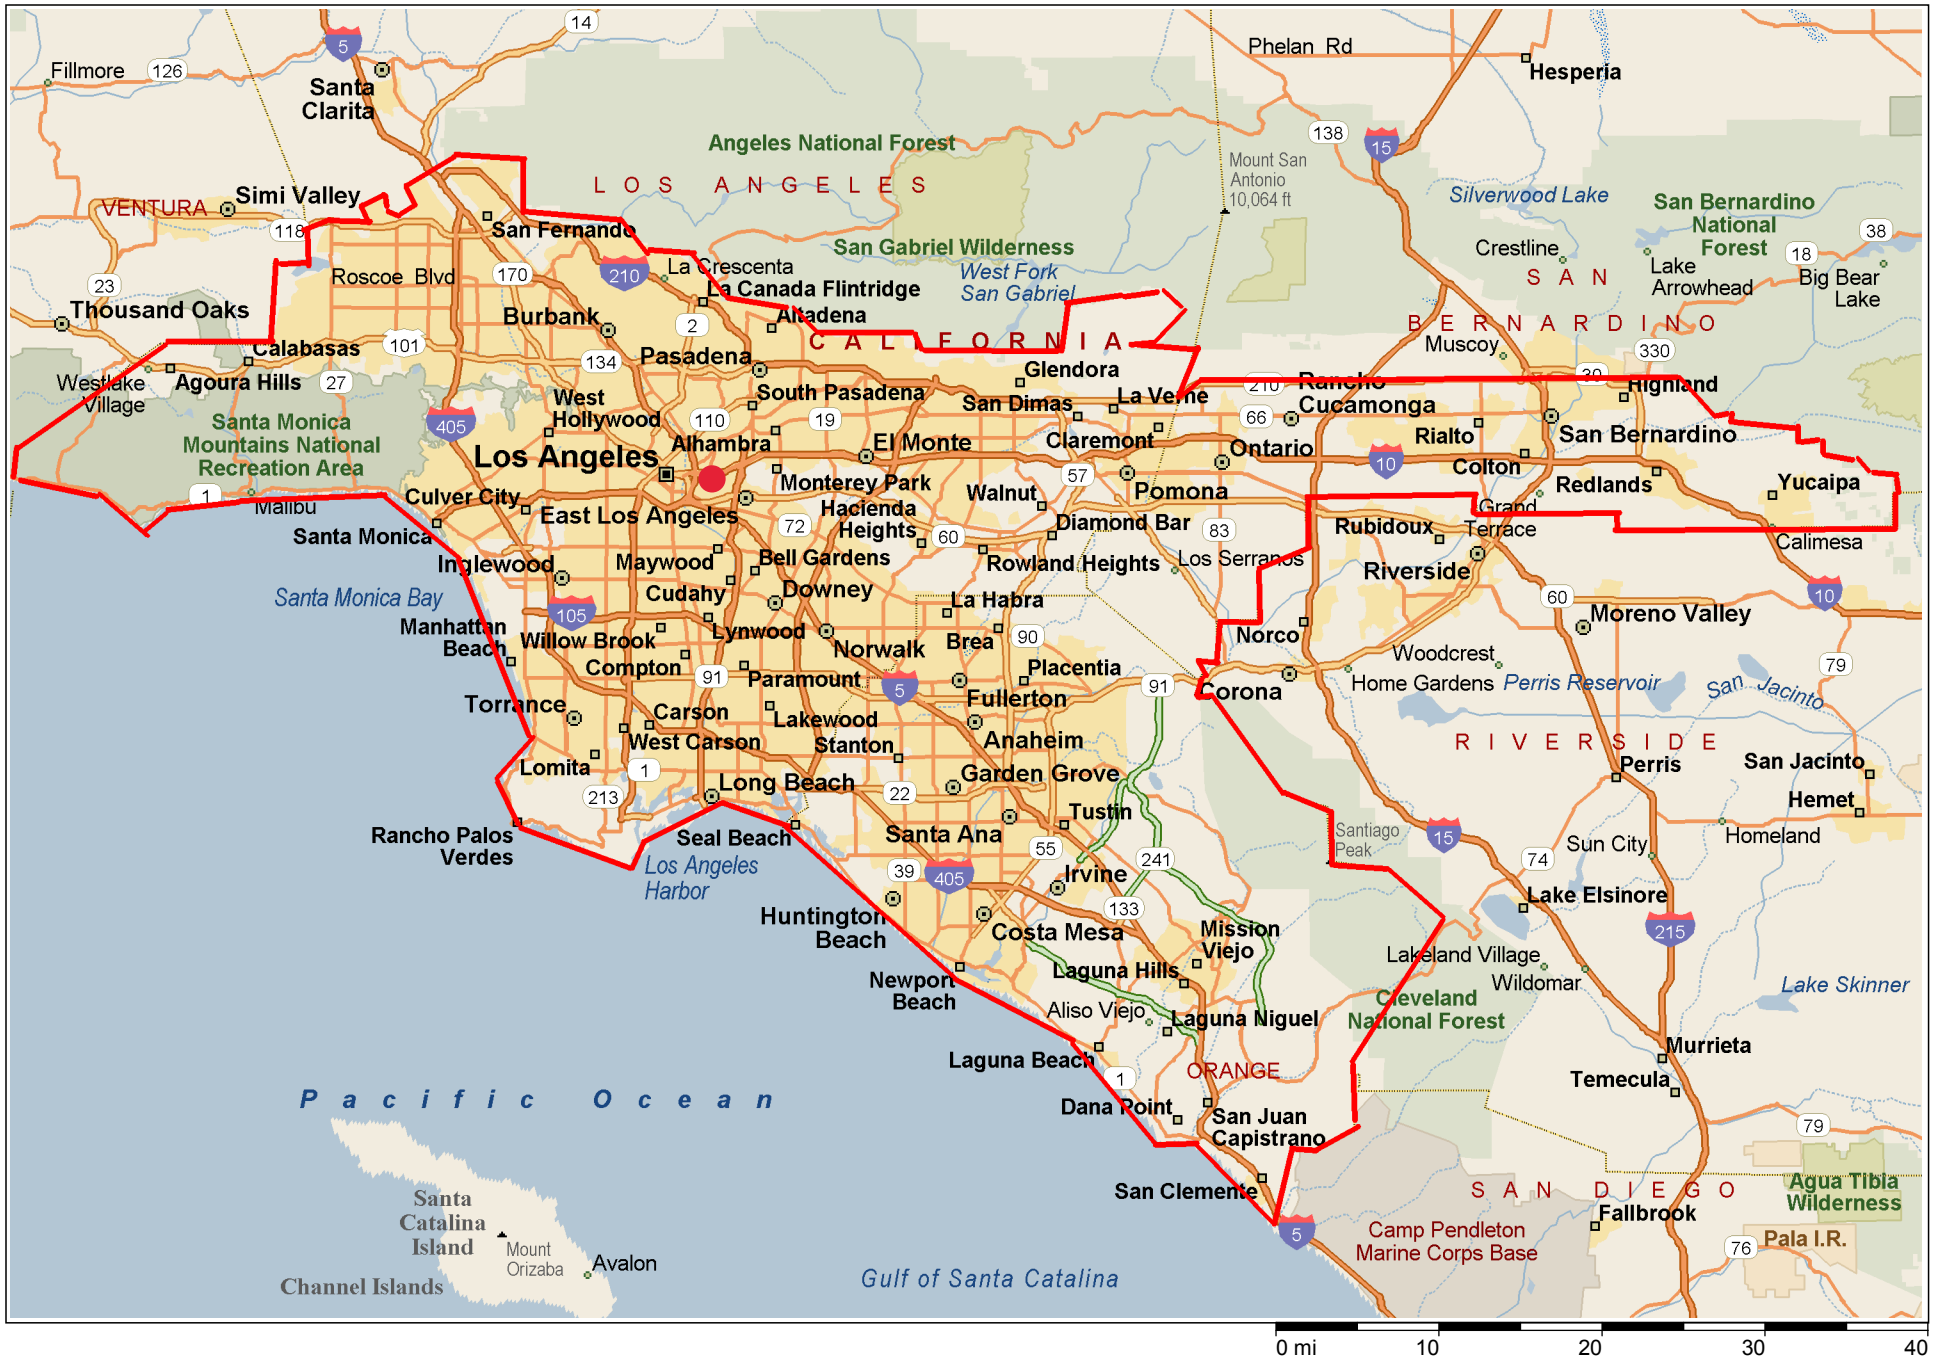 14
5
Phelan Rd
Fillmore
126
Hesperia
Santa
Clarita
138
15
Angeles National Forest
Mount San
Antonio
10,064 ft
LOS ANGELES
Silverwood Lake
San Bernardino
National
Forest
Simi Valley
VENTURA
118
San Fernando
38
San Gabriel Wilderness
Crestline
18
Lake
Arrowhead
Big Bear
Lake
SAN
Roscoe Blvd
170
210
La Crescenta
West Fork
San Gabriel
23
La Canada Flintridge
Thousand Oaks
Burbank
2
Altadena
BERNARDINO
CALIFORNIA
Muscoy
330
101
Calabasas
134
Pasadena
Glendora
Westlake
Village
Agoura Hills
27
South Pasadena
La Verne
210
Rancho
Cucamonga
30
Highland
West
Hollywood
110
19
San Dimas
66
Santa Monica
Mountains National
Recreation Area
405
Alhambra
El Monte
Claremont
Ontario
Rialto
San Bernardino
Los Angeles
10
Colton
57
Monterey Park
Walnut
Pomona
Redlands
Yucaipa
1
Malibu
Culver City
East Los Angeles
Hacienda
Heights
Grand
Terrace
Santa Monica
72
60
Diamond Bar
83
Rubidoux
Calimesa
Inglewood
Maywood
Bell Gardens
Rowland Heights
Los Serranos
Riverside
Santa Monica Bay
105
Cudahy
Downey
La Habra
60
10
Moreno Valley
Manhattan
Beach
Willow Brook
Lynwood
Norwalk
Brea
90
Norco
Compton
91
Paramount
5
Placentia
91
Woodcrest
79
Home Gardens
Perris Reservoir
San Jacinto
Corona
Fullerton
Torrance
Carson
Lakewood
West Carson
Stanton
Anaheim
RIVERSIDE
Lomita
1
Perris
San Jacinto
213
Long Beach
22
Garden Grove
Hemet
Rancho Palos
Verdes
Seal Beach
Santa Ana
Tustin
Santiago
Peak
15
Homeland
Los Angeles
Harbor
55
241
74
Sun City
39
405
Irvine
Lake Elsinore
Huntington
Beach
133
Costa Mesa
Mission
Viejo
215
Lakeland Village
Wildomar
Newport
Beach
Laguna Hills
Lake Skinner
Aliso Viejo
Laguna Niguel
Cleveland
National Forest
Laguna Beach
Murrieta
1
ORANGE
Temecula
Pacific Ocean
Dana Point
San Juan
Capistrano
79
San Clemente
SAN DIEGO
Agua Tibia
Wilderness
Santa
Catalina
Island
Mount
Orizaba
Avalon
Channel Islands
5
Fallbrook
Camp Pendleton
Marine Corps Base
76
Pala I.R.
Gulf of Santa Catalina
0 mi
10
20
30
40